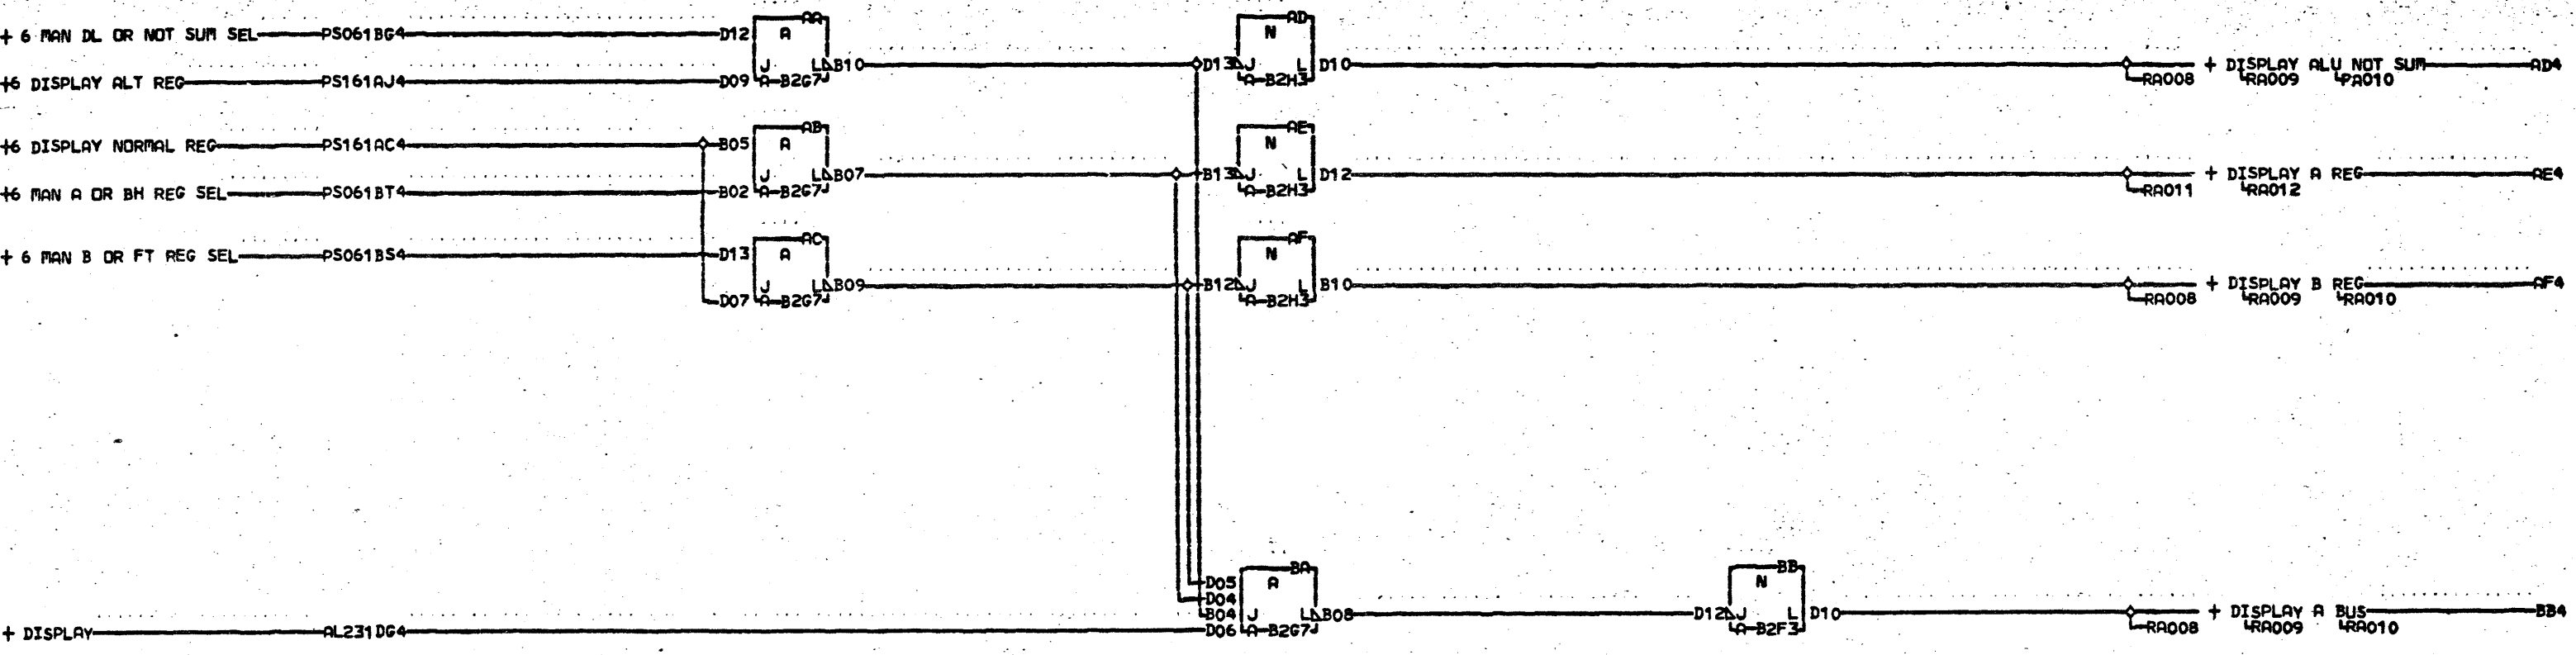 AA AD
+ 6 MAN DL OR NOT SUM SEL PS061BG4 D12 A N
J L B10 D13 J L D10 + DISPLAY ALU NOT SUM AD4
+6 DISPLAY ALT REG PS161AJ4 D09 A-B2G7 A-B2H3 RA008 RA009 PA010
AB AE
+6 DISPLAY NORMAL REG PS161AC4 B05 A N
J L B07 B13 J L D12 + DISPLAY A REG AE4
+6 MAN A OR BH REG SEL PS061BT4 B02 A-B2G7 A-B2H3 RA011 RA012
AC AF
+ 6 MAN B OR FT REG SEL PS061BS4 D13 A N
J L B09 B12 J L B10 + DISPLAY B REG AF4
D07 A-B2G7 A-B2H3 RA008 RA009 RA010
BA BB
D05 A N
D04
B04 J L B08 D12 J L D10 + DISPLAY A BUS BB4
+ DISPLAY AL231DG4 D06 A-B2G7 A-B2F3 RA008 RA009 RA010